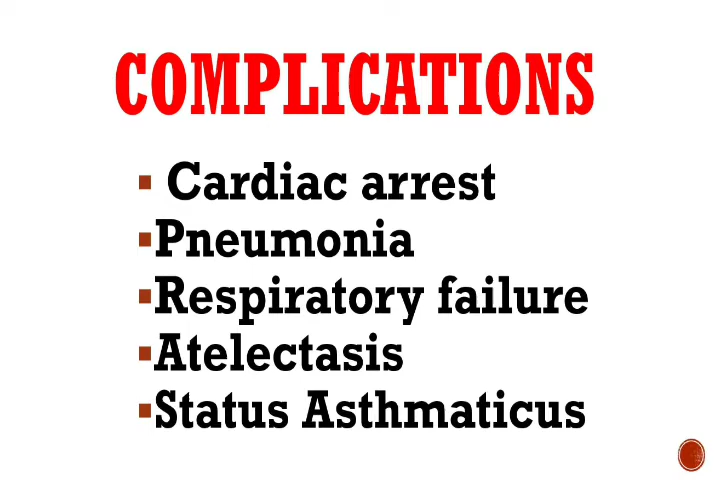 COMPLICATIONS
▪ Cardiac arrest
▪Pneumonia
▪Respiratory failure
▪Atelectasis
▪Status Asthmaticus